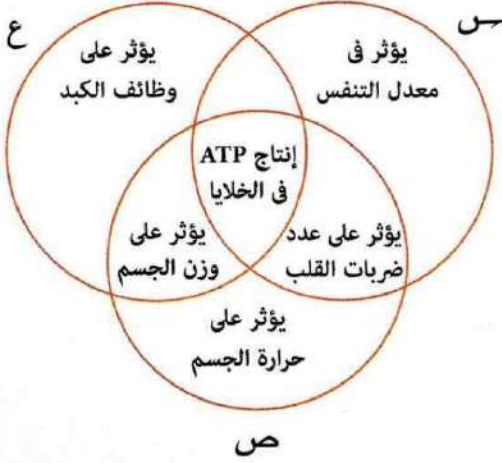 س
يؤثر فى
معدل التنفس
ع
يؤثر على
وظائف الكبد
إنتاج ATP
فى الخلايا
يؤثر على عدد
ضربات القلب
يؤثر على
وزن الجسم
يؤثر على
حرارة الجسم
ص